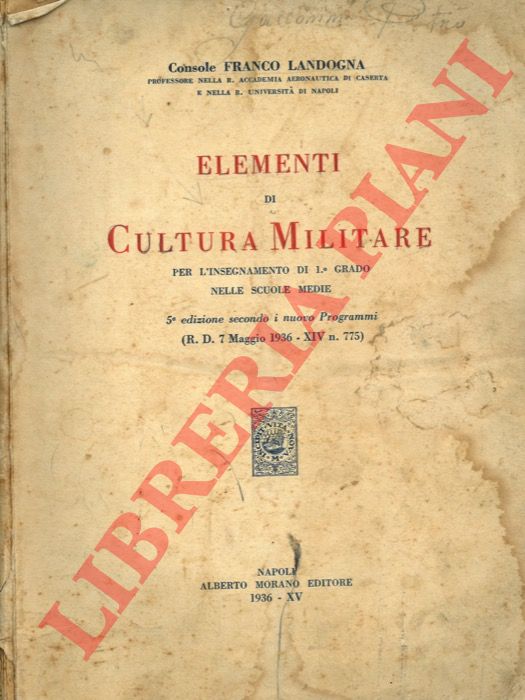 Console FRANCO LANDOGNA
PROFESSORE NELLA R. ACCADEMIA AERONAUTICA DI CASERTA
E NELLA R. UNIVERSITÀ DI NAPOLI
ELEMENTI
DI
CULTURA MILITARE
PER L'INSEGNAMENTO DI 1.º GRADO
NELLE SCUOLE MEDIE
5ª edizione secondo i nuovo Programmi
(R. D. 7 Maggio 1936 - XIV n. 775)
NAPOLI
ALBERTO MORANO EDITORE
1936 - XV
LIBRERIA PIANI